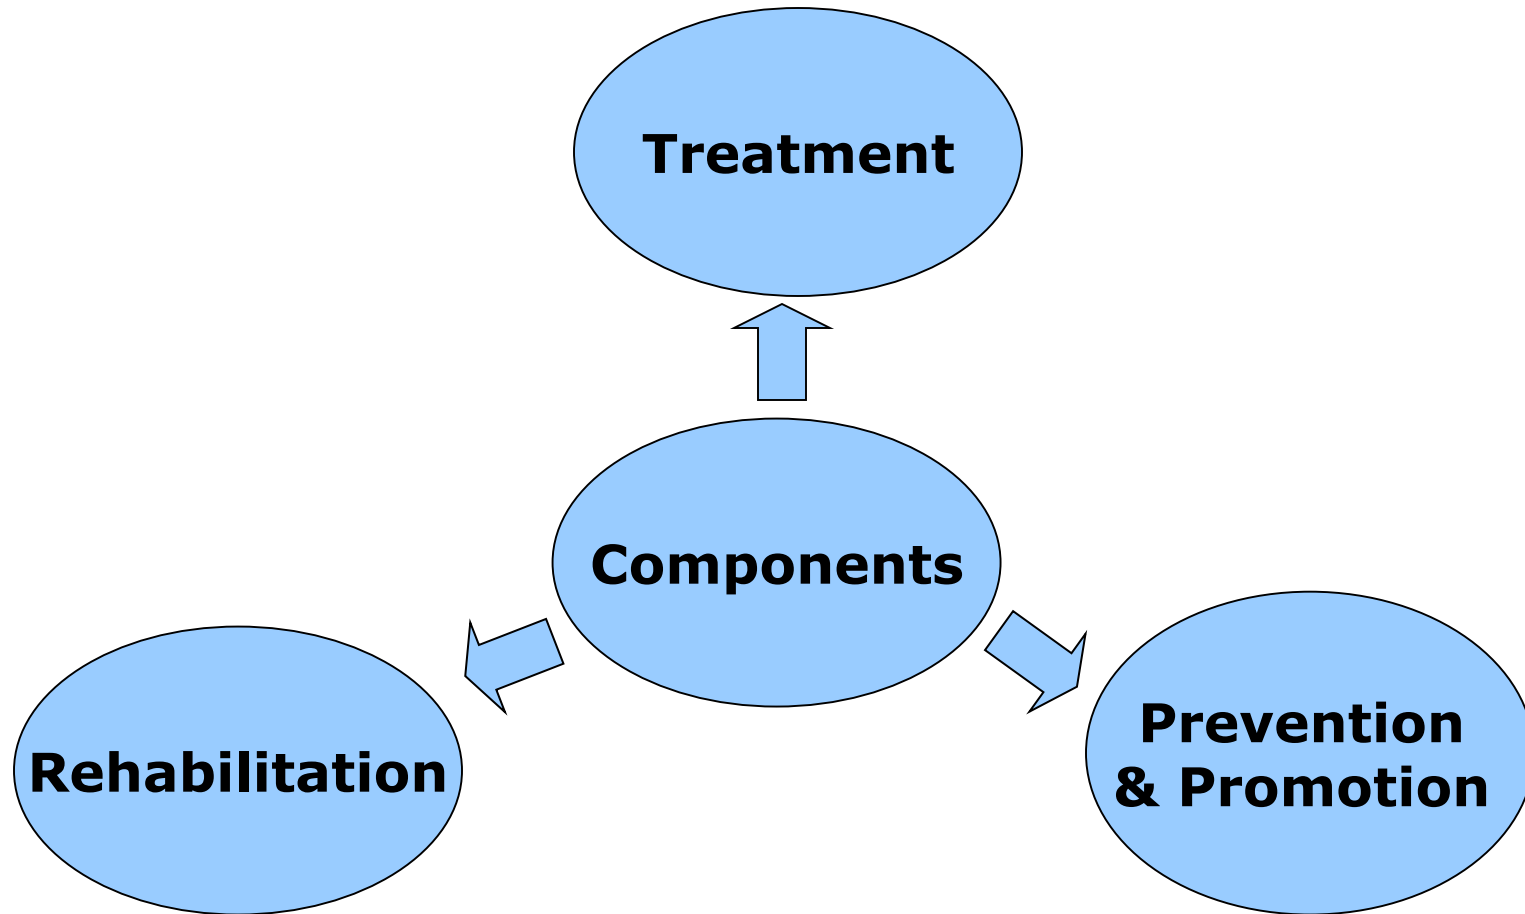 Treatment
Components
Rehabilitation
Prevention
& Promotion